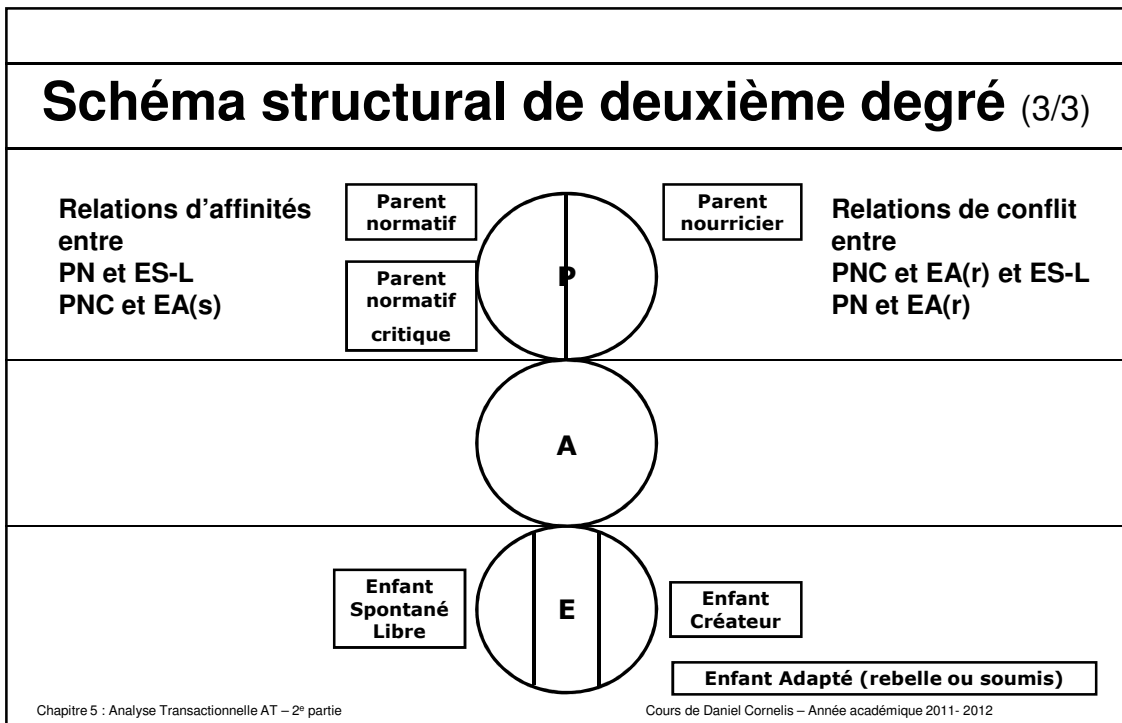 Schéma structural de deuxième degré (3/3)
Relations d'affinités
entre
PN et ES-L
PNC et EA(s)
Parent
normatif
Parent
normatif
critique
P
Parent
nourricier
Relations de conflit
entre
PNC et EA(r) et ES-L
PN et EA(r)
A
Enfant
Spontané
Libre
E
Enfant
Créateur
Enfant Adapté (rebelle ou soumis)
Chapitre 5 : Analyse Transactionnelle AT – 2e partie
Cours de Daniel Cornelis – Année académique 2011- 2012